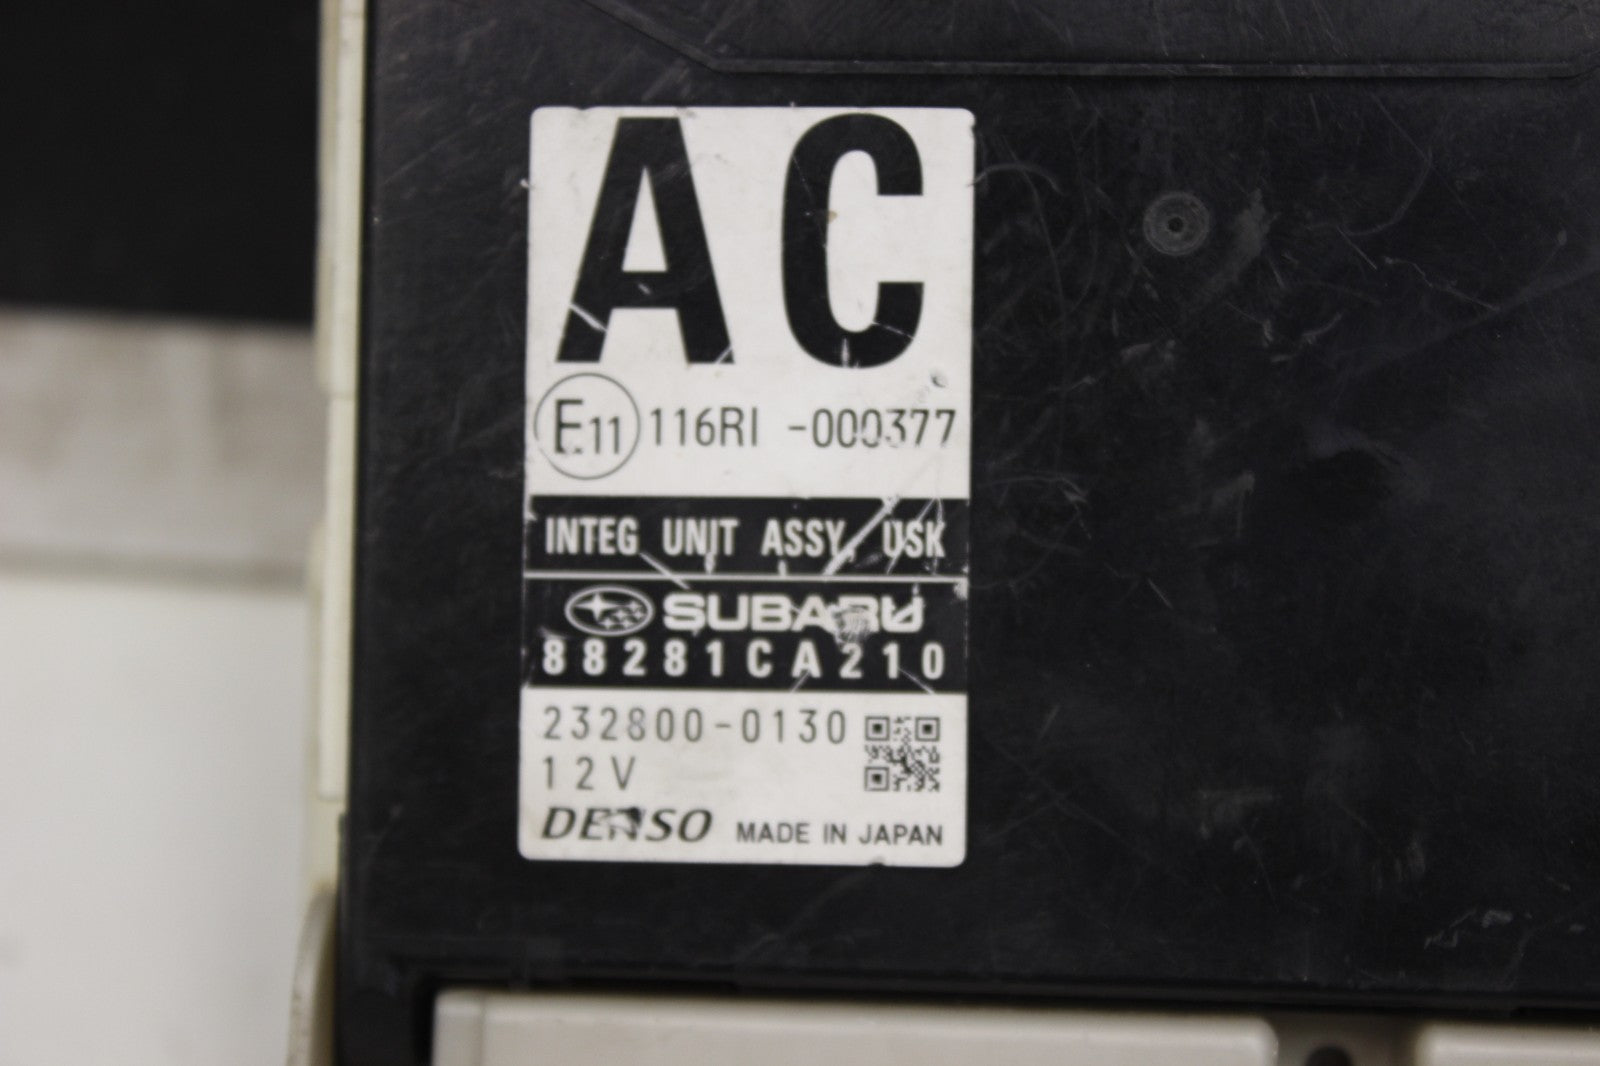 AC
E11 116RI -000377
INTEG UNIT ASSY, USK
SUBARU
88281CA210
232800-0130
12V
DENSO MADE IN JAPAN